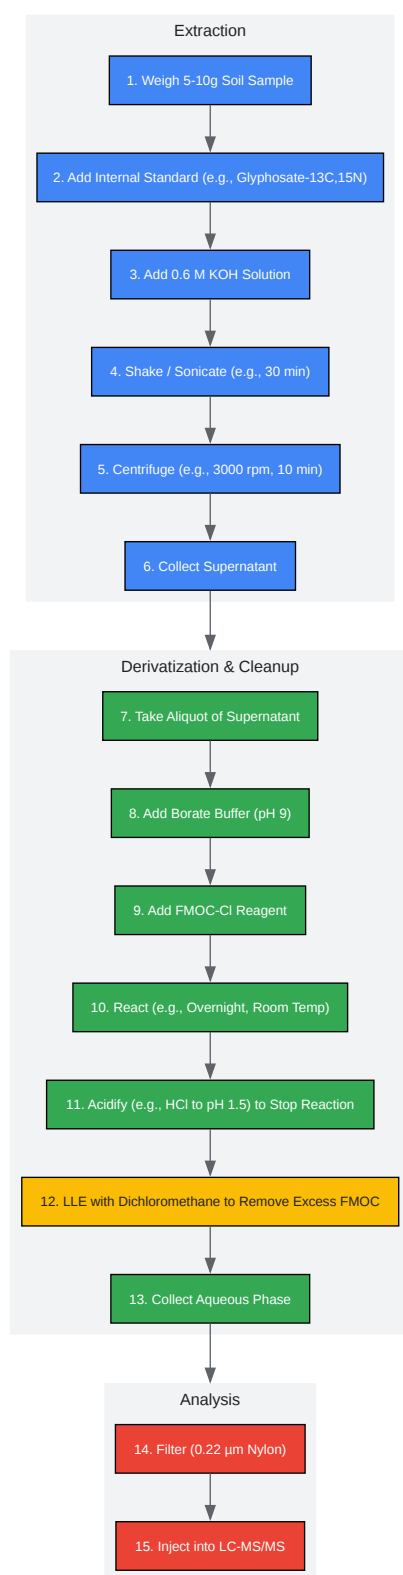 Extraction
1. Weigh 5-10g Soil Sample
2. Add Internal Standard (e.g., Glyphosate-13C,15N)
3. Add 0.6 M KOH Solution
4. Shake / Sonicate (e.g., 30 min)
5. Centrifuge (e.g., 3000 rpm, 10 min)
6. Collect Supernatant
Derivatization & Cleanup
7. Take Aliquot of Supernatant
8. Add Borate Buffer (pH 9)
9. Add FMOC-Cl Reagent
10. React (e.g., Overnight, Room Temp)
11. Acidify (e.g., HCl to pH 1.5) to Stop Reaction
12. LLE with Dichloromethane to Remove Excess FMOC
13. Collect Aqueous Phase
Analysis
14. Filter (0.22 µm Nylon)
15. Inject into LC-MS/MS